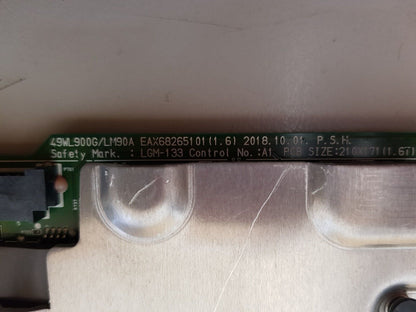 49WL900G/LM90A EAX68265101(1.6) 2018.10.01. P.S.H.
Safety Mark. : LGM-133 Control No.:A1, PCB SIZE:210X171(1.6T)